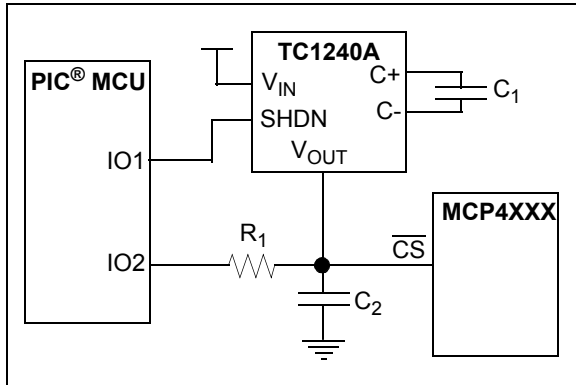 TC1240A
PIC® MCU
VIN
C+
C1
C-
SHDN
VOUT
IO1
MCP4XXX
R1
CS
IO2
C2